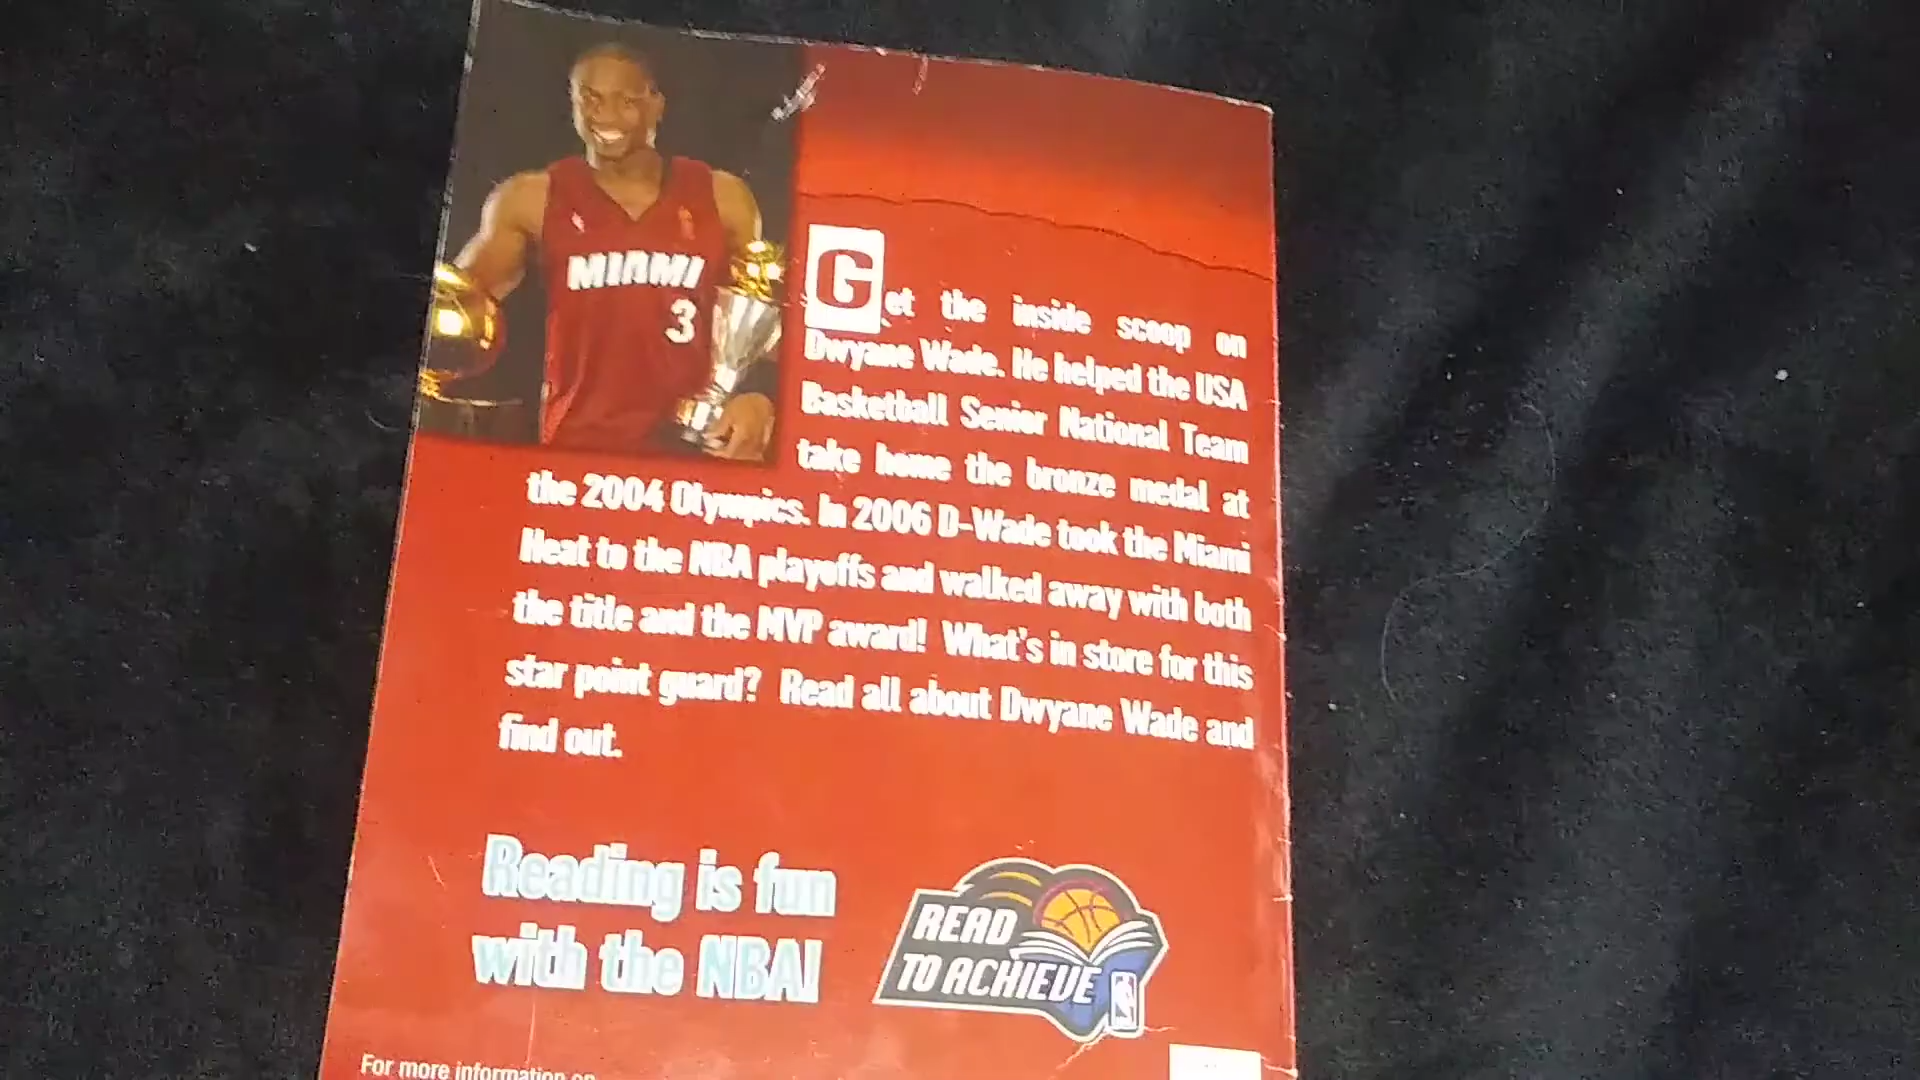 MIAMI
3
Get the inside scoop on
Dwyane Wade. He helped the USA
Basketball Senior National Team
take home the bronze medal at
the 2004 Olympics. In 2006 D-Wade took the Miami
Heat to the NBA playoffs and walked away with both
the title and the MVP award! What's in store for this
star point guard? Read all about Dwyane Wade and
find out.
Reading is fun
with the NBA!
READ
TO ACHIEVE
For more information on